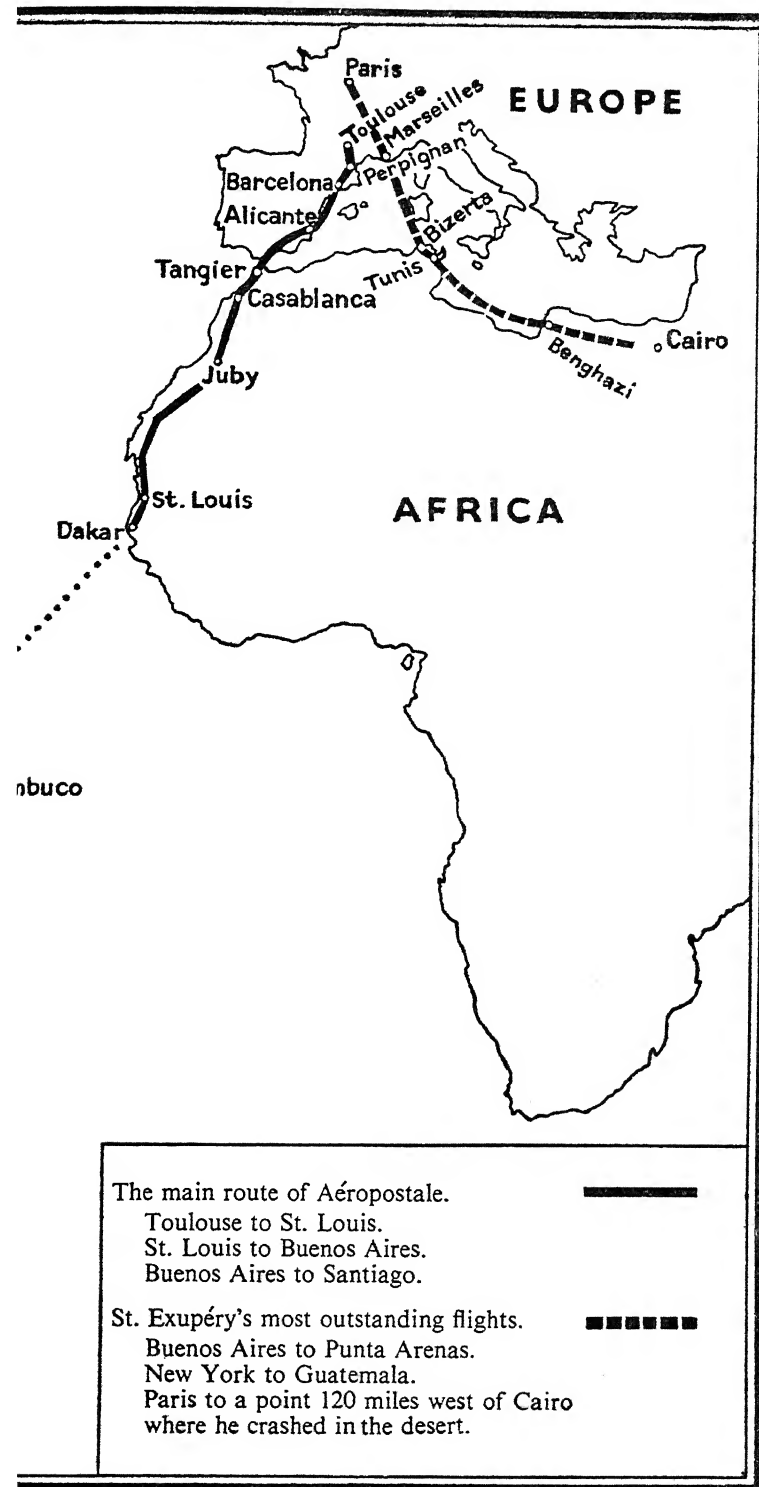 Paris
EUROPE
Toulouse
Marseilles
Perpignan
Barcelona
Alicante
Bizerta
Tunis
Tangier
Casablanca
Cairo
Benghazi
Juby
St. Louis
AFRICA
Dakar
mbuco
The main route of Aéropostale.
Toulouse to St. Louis.
St. Louis to Buenos Aires.
Buenos Aires to Santiago.
St. Exupéry's most outstanding flights.
Buenos Aires to Punta Arenas.
New York to Guatemala.
Paris to a point 120 miles west of Cairo
where he crashed in the desert.